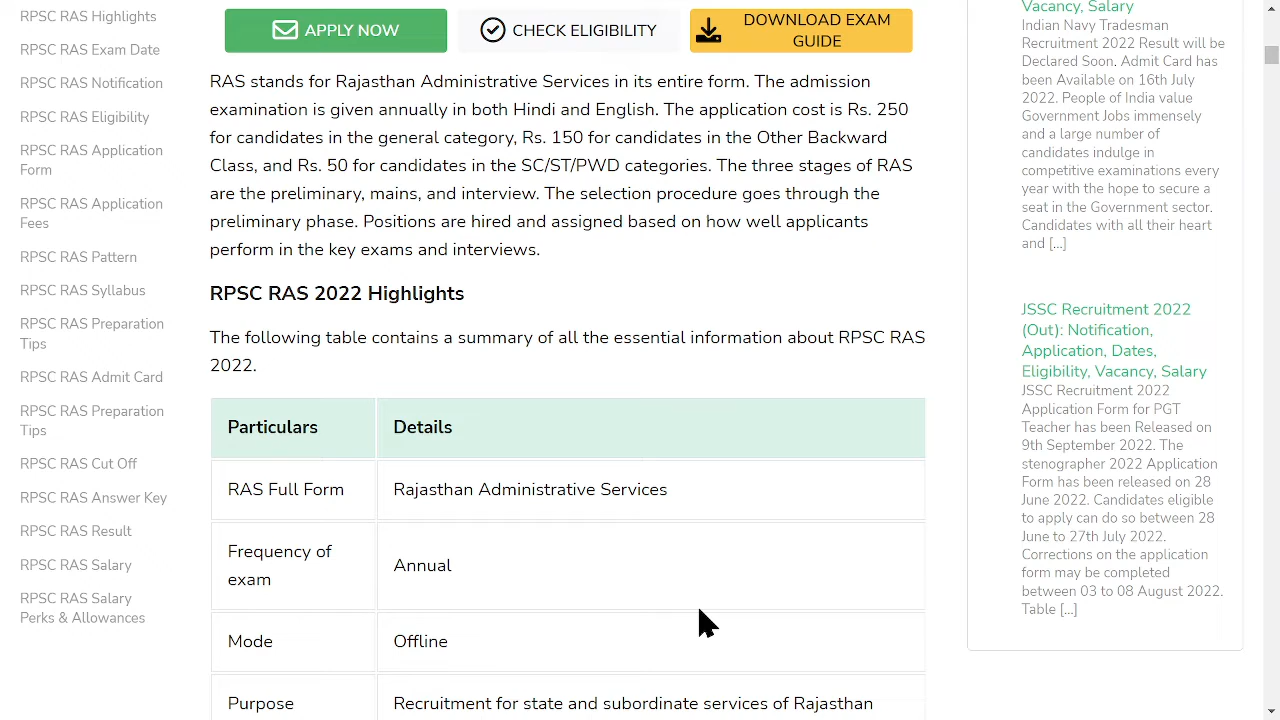 RPSC RAS Highlights
RPSC RAS Exam Date
RPSC RAS Notification
RPSC RAS Eligibility
RPSC RAS Application
Form
RPSC RAS Application
Fees
RPSC RAS Pattern
RPSC RAS Syllabus
RPSC RAS Preparation
Tips
RPSC RAS Admit Card
RPSC RAS Preparation
Tips
RPSC RAS Cut Off
RPSC RAS Answer Key
RPSC RAS Result
RPSC RAS Salary
RPSC RAS Salary
Perks & Allowances
APPLY NOW
CHECK ELIGIBILITY
DOWNLOAD EXAM
GUIDE
RAS stands for Rajasthan Administrative Services in its entire form. The admission
examination is given annually in both Hindi and English. The application cost is Rs. 250
for candidates in the general category, Rs. 150 for candidates in the Other Backward
Class, and Rs. 50 for candidates in the SC/ST/PWD categories. The three stages of RAS
are the preliminary, mains, and interview. The selection procedure goes through the
preliminary phase. Positions are hired and assigned based on how well applicants
perform in the key exams and interviews.
RPSC RAS 2022 Highlights
The following table contains a summary of all the essential information about RPSC RAS
2022.
Particulars
Details
RAS Full Form
Rajasthan Administrative Services
Frequency of
exam
Annual
Mode
Offline
Purpose
Recruitment for state and subordinate services of Rajasthan
Vacancy, Salary
Indian Navy Tradesman
Recruitment 2022 Result will be
Declared Soon. Admit Card has
been Available on 16th July
2022. People of India value
Government Jobs immensely
and a large number of
candidates indulge in
competitive examinations every
year with the hope to secure a
seat in the Government sector.
Candidates with all their heart
and [...]
JSSC Recruitment 2022
(Out): Notification,
Application, Dates,
Eligibility, Vacancy, Salary
JSSC Recruitment 2022
Application Form for PGT
Teacher has been Released on
9th September 2022. The
stenographer 2022 Application
Form has been released on 28
June 2022. Candidates eligible
to apply can do so between 28
June to 27th July 2022.
Corrections on the application
form may be completed
between 03 to 08 August 2022.
Table [...]